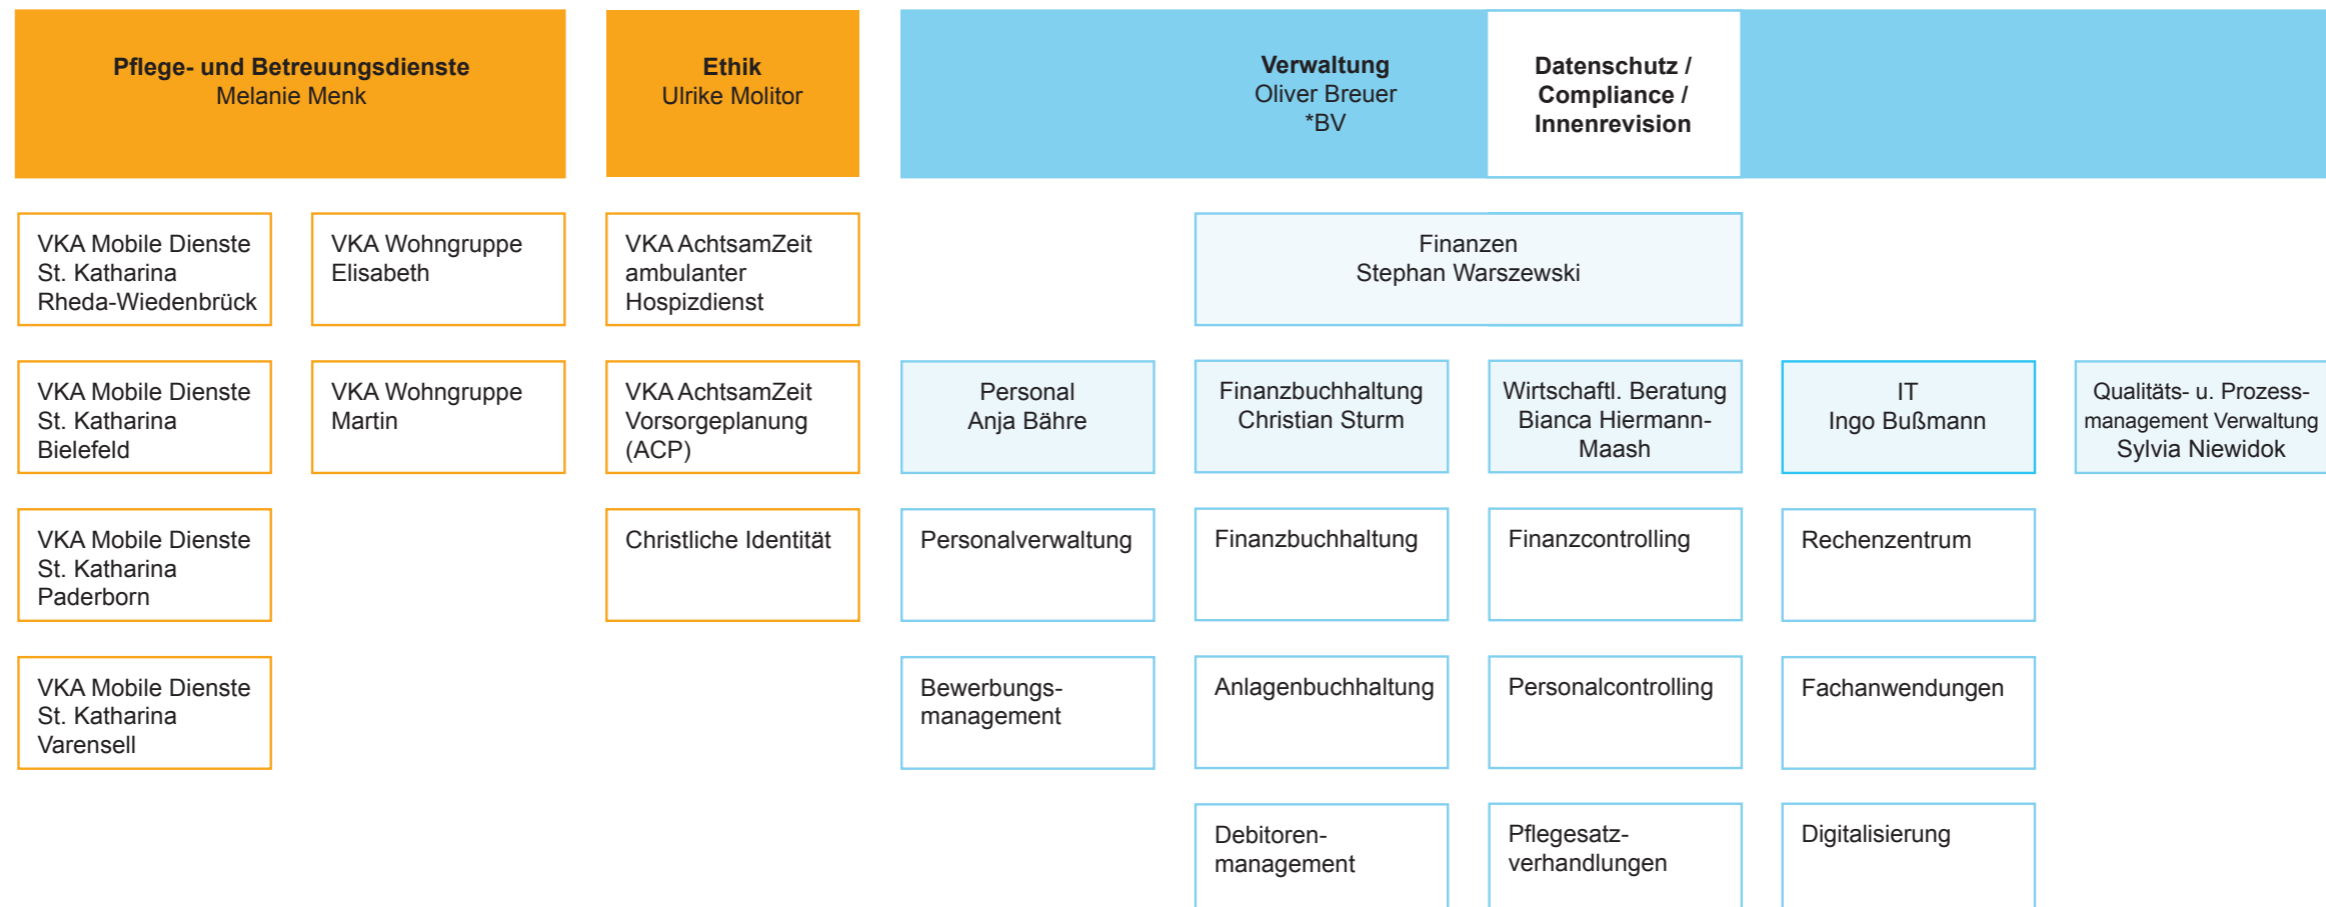 Pflege- und Betreuungsdienste
Melanie Menk
Ethik
Ulrike Molitor
Verwaltung
Oliver Breuer
*BV
Datenschutz /
Compliance /
Innenrevision
VKA Mobile Dienste
St. Katharina
Rheda-Wiedenbrück
VKA Wohngruppe
Elisabeth
VKA AchtsamZeit
ambulanter
Hospizdienst
Finanzen
Stephan Warszewski
VKA Mobile Dienste
St. Katharina
Bielefeld
VKA Wohngruppe
Martin
VKA AchtsamZeit
Vorsorgeplanung
(ACP)
Personal
Anja Bähre
Finanzbuchhaltung
Christian Sturm
Wirtschaftl. Beratung
Bianca Hiermann-
Maash
IT
Ingo Bußmann
Qualitäts- u. Prozess-
management Verwaltung
Sylvia Niewidok
VKA Mobile Dienste
St. Katharina
Paderborn
Christliche Identität
Personalverwaltung
Finanzbuchhaltung
Finanzcontrolling
Rechenzentrum
VKA Mobile Dienste
St. Katharina
Varensell
Bewerbungs-
management
Anlagenbuchhaltung
Personalcontrolling
Fachanwendungen
Debitoren-
management
Pflegesatz-
verhandlungen
Digitalisierung